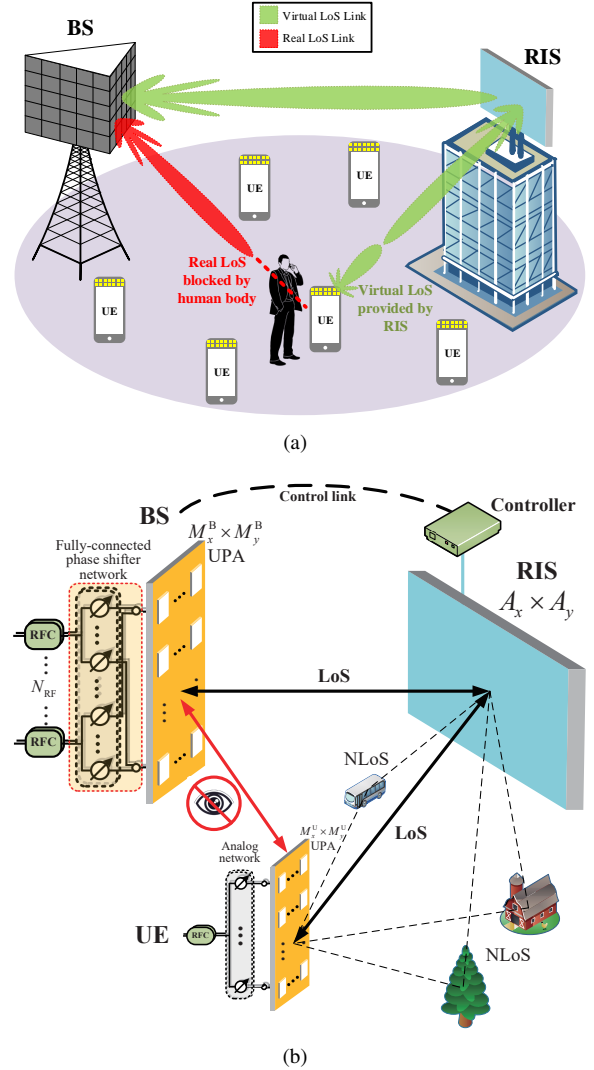 Virtual LoS Link
Real LoS Link
BS
RIS
UE
UE
Real LoS
blocked by
human body
UE
UE
Virtual LoS
provided by
RIS
UE
UE
(a)
Control link
Controller
BS
M_x^B × M_y^B
UPA
Fully-connected
phase shifter
network
RIS
A_x × A_y
RFC
N_RF
RFC
LoS
NLoS
LoS
M_x^U × M_y^U
UPA
Analog
network
UE
RFC
NLoS
(b)